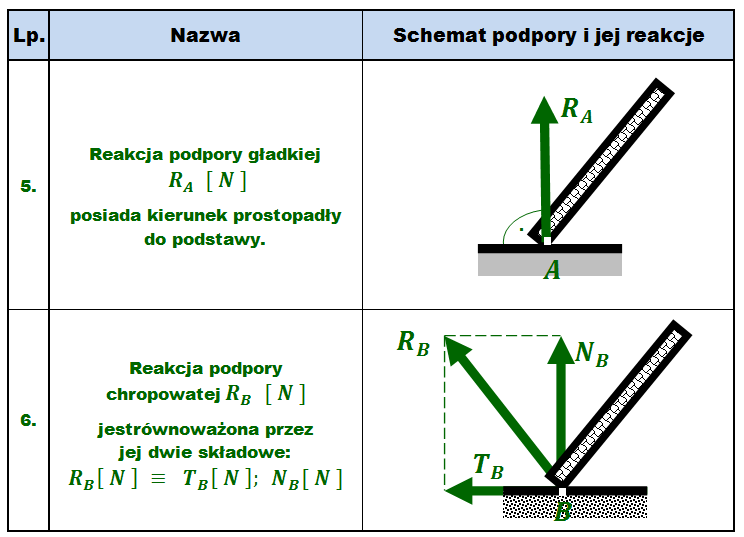 Lp. Nazwa Schemat podpory i jej reakcje
5.
Reakcja podpory gładkiej
R_A [ N ]
posiada kierunek prostopadły
do podstawy.
R_A
A
6.
Reakcja podpory
chropowatej R_B [ N ]
jestrównoważona przez
jej dwie składowe:
R_B[ N ] ≡ T_B[ N ]; N_B[ N ]
R_B
N_B
T_B
B